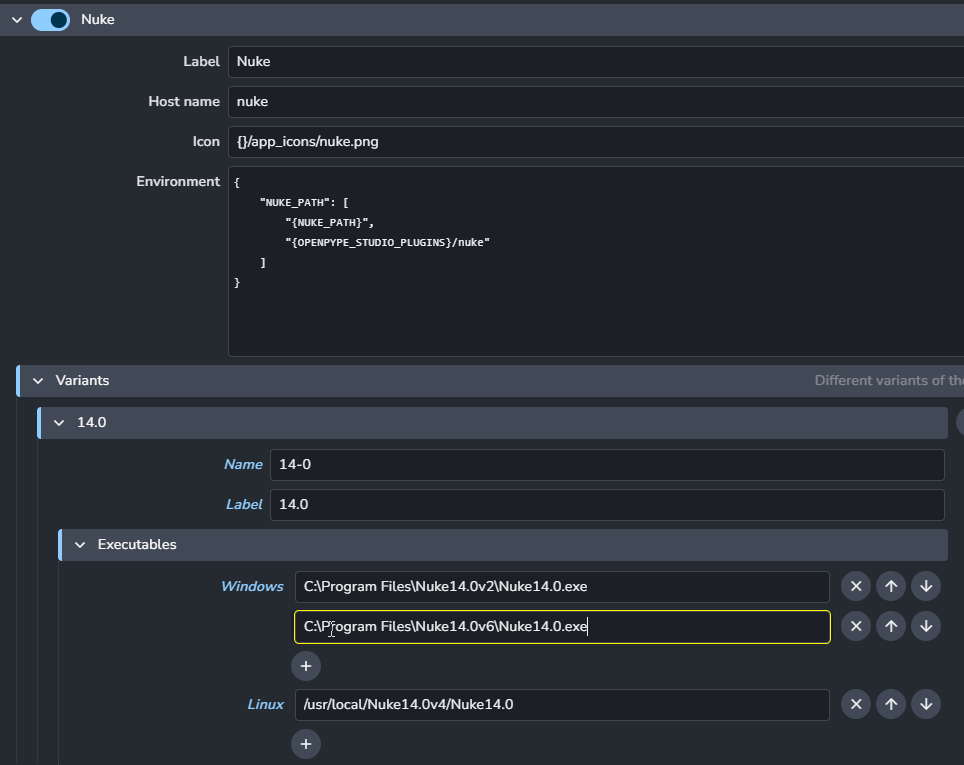 Nuke
Label Nuke
Host name nuke
Icon {}/app_icons/nuke.png
Environment {
"NUKE_PATH": [
"{NUKE_PATH}",
"{OPENPYPE_STUDIO_PLUGINS}/nuke"
]
}
Variants Different variants of the
14.0
Name 14-0
Label 14.0
Executables
Windows C:\Program Files\Nuke14.0v2\Nuke14.0.exe
C:\Program Files\Nuke14.0v6\Nuke14.0.exe
Linux /usr/local/Nuke14.0v4/Nuke14.0